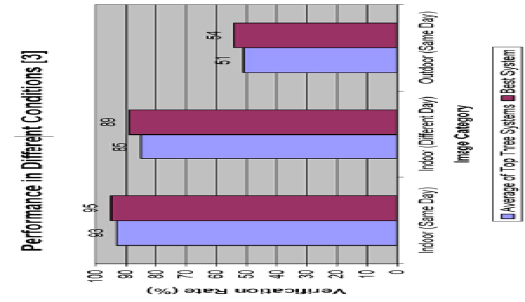 Performance in Different Conditions [3]
Verification Rate (%)
100
90
80
70
60
50
40
30
20
10
0
93
95
85
89
51
54
Indoor (Same Day)
Indoor (Different Day)
Outdoor (Same Day)
Image Category
Average of Top Tree Systems
Best System